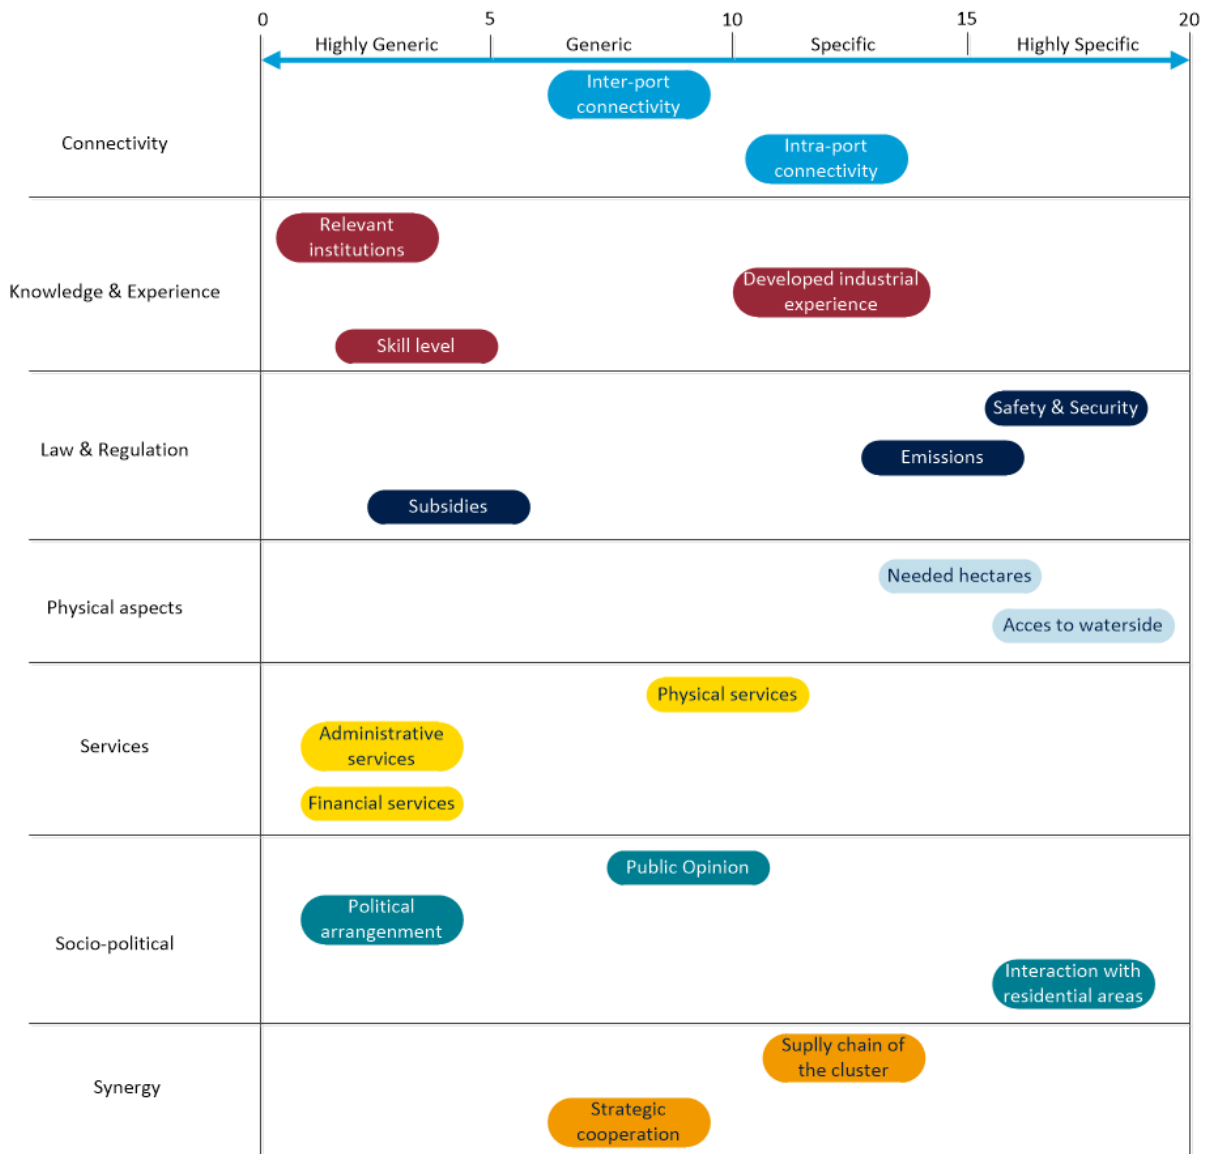 0 5 10 15 20
Highly Generic Generic Specific Highly Specific
Connectivity
Inter-port
connectivity
Intra-port
connectivity
Knowledge & Experience
Relevant
institutions
Developed industrial
experience
Skill level
Law & Regulation
Safety & Security
Emissions
Subsidies
Physical aspects
Needed hectares
Acces to waterside
Services
Physical services
Administrative
services
Financial services
Socio-political
Public Opinion
Political
arrangenment
Interaction with
residential areas
Synergy
Suplly chain of
the cluster
Strategic
cooperation